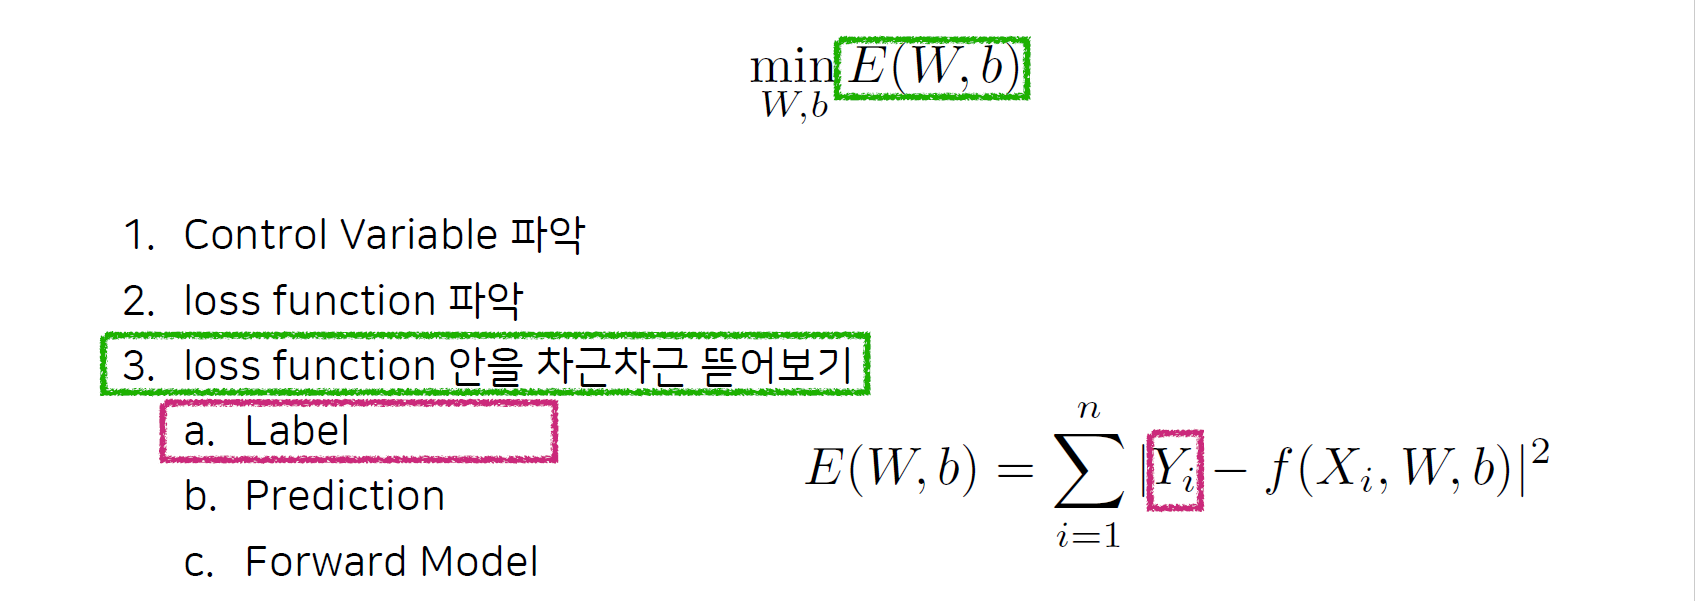 min E(W, b)
W,b
1. Control Variable 파악
2. loss function 파악
3. loss function 안을 차근차근 뜯어보기
a. Label
b. Prediction
c. Forward Model
n
E(W, b) = ∑ |Y_i − f(X_i, W, b)|²
i=1